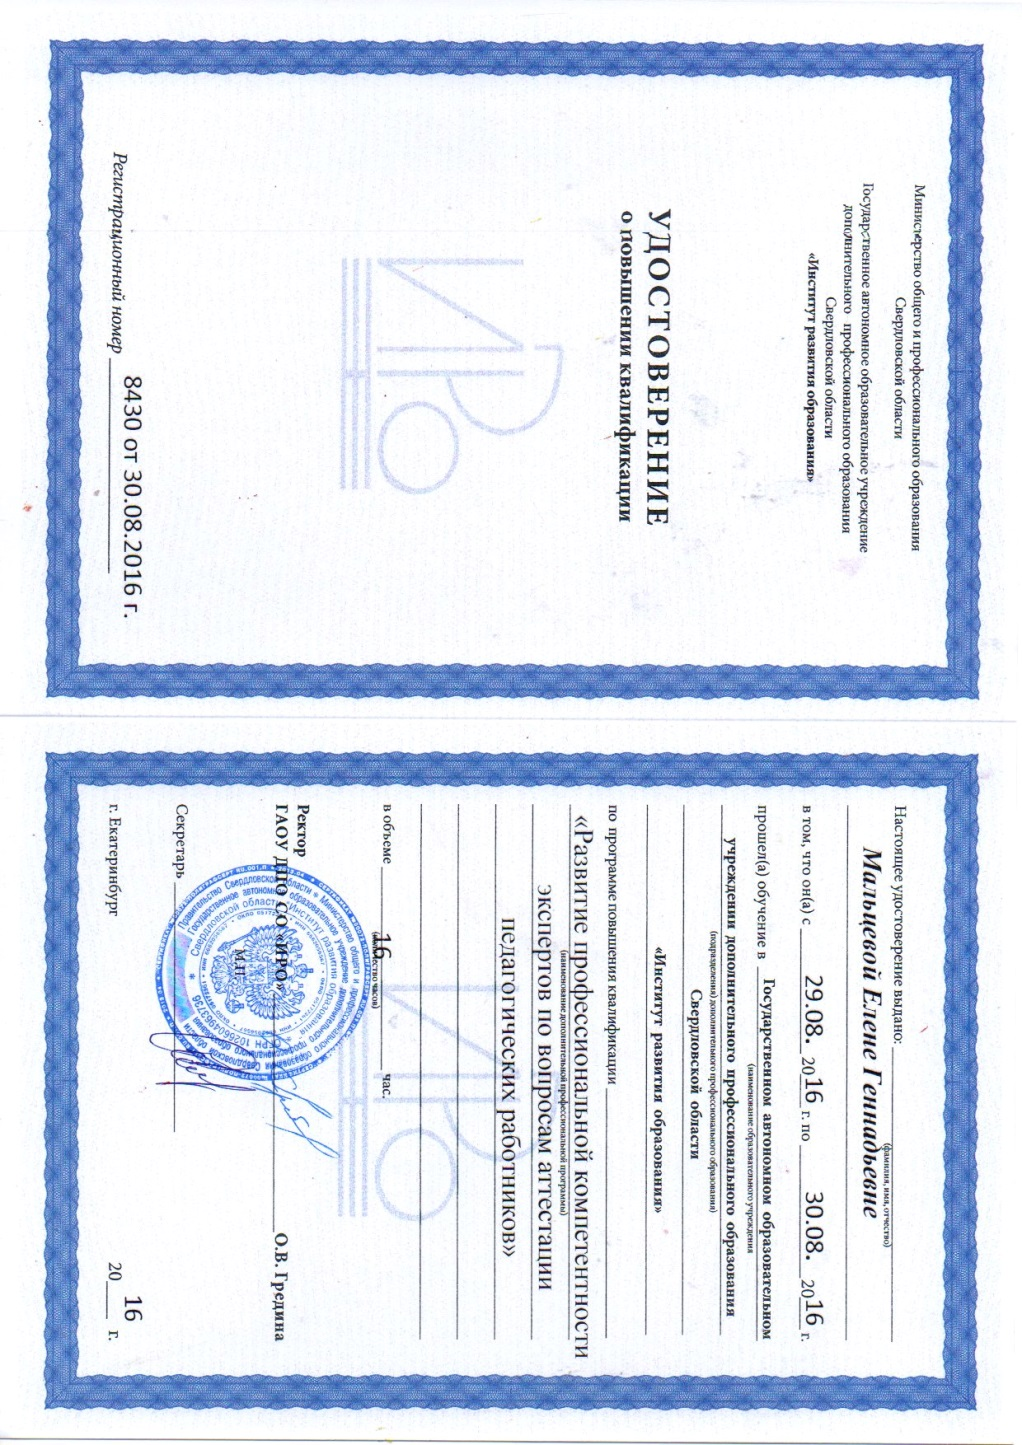 Министерство общего и профессионального образования
Свердловской области
Государственное автономное образовательное учреждение
дополнительного профессионального образования
Свердловской области
«Институт развития образования»
УДОСТОВЕРЕНИЕ
о повышении квалификации
ИРО
Регистрационный номер 8430 от 30.08.2016 г.
Настоящее удостоверение выдано:
(фамилия, имя, отчество)
Мальцевой Елене Геннадьевне
в том, что он(а) с 29.08. 2016 г. по 30.08. 2016 г.
прошел(а) обучение в Государственном автономном образовательном
(наименование образовательного учреждения
учреждении дополнительного профессионального образования
(подразделения) дополнительного профессионального образования)
Свердловской области
«Институт развития образования»
по программе повышения квалификации
«Развитие профессиональной компетентности
(наименование дополнительной профессиональной программы)
экспертов по вопросам аттестации
педагогических работников»
в объеме 16 час.
(количество часов)
ИРО
Ректор
ГАОУ ДПО СО «ИРО» О.В. Гредина
М.П.
Секретарь
г. Екатеринбург 2016 г.